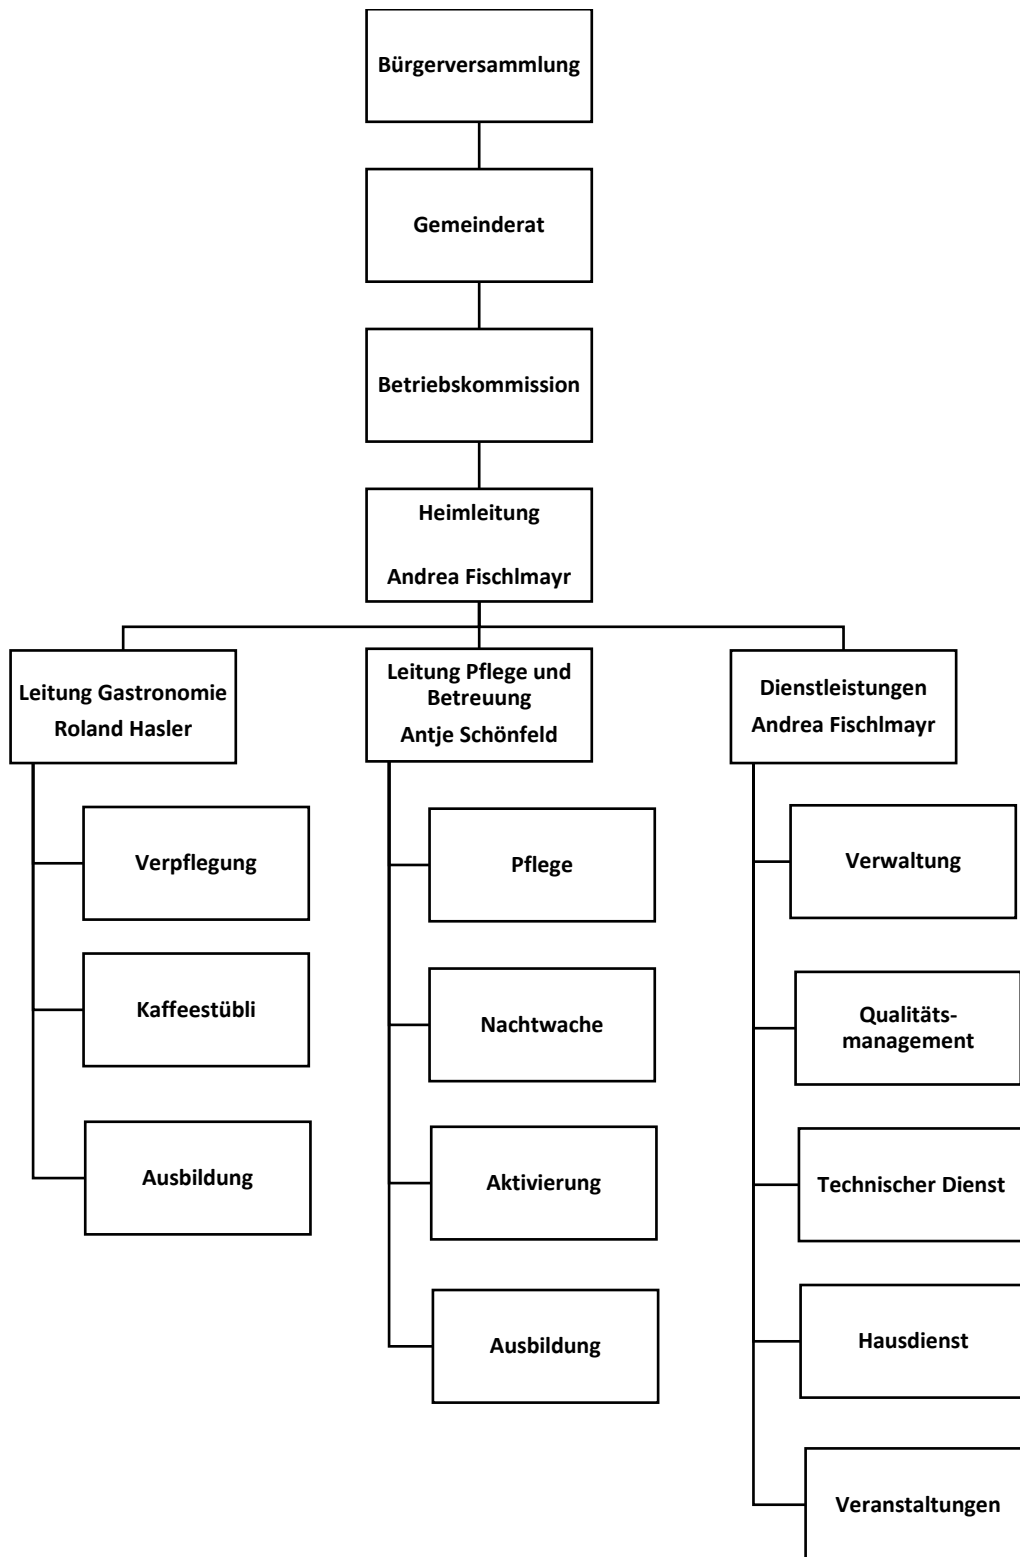 Bürgerversammlung
Gemeinderat
Betriebskommission
Heimleitung
Andrea Fischlmayr
Leitung Gastronomie
Roland Hasler
Leitung Pflege und
Betreuung
Antje Schönfeld
Dienstleistungen
Andrea Fischlmayr
Verpflegung
Kaffeestübli
Ausbildung
Pflege
Nachtwache
Aktivierung
Ausbildung
Verwaltung
Qualitäts-
management
Technischer Dienst
Hausdienst
Veranstaltungen